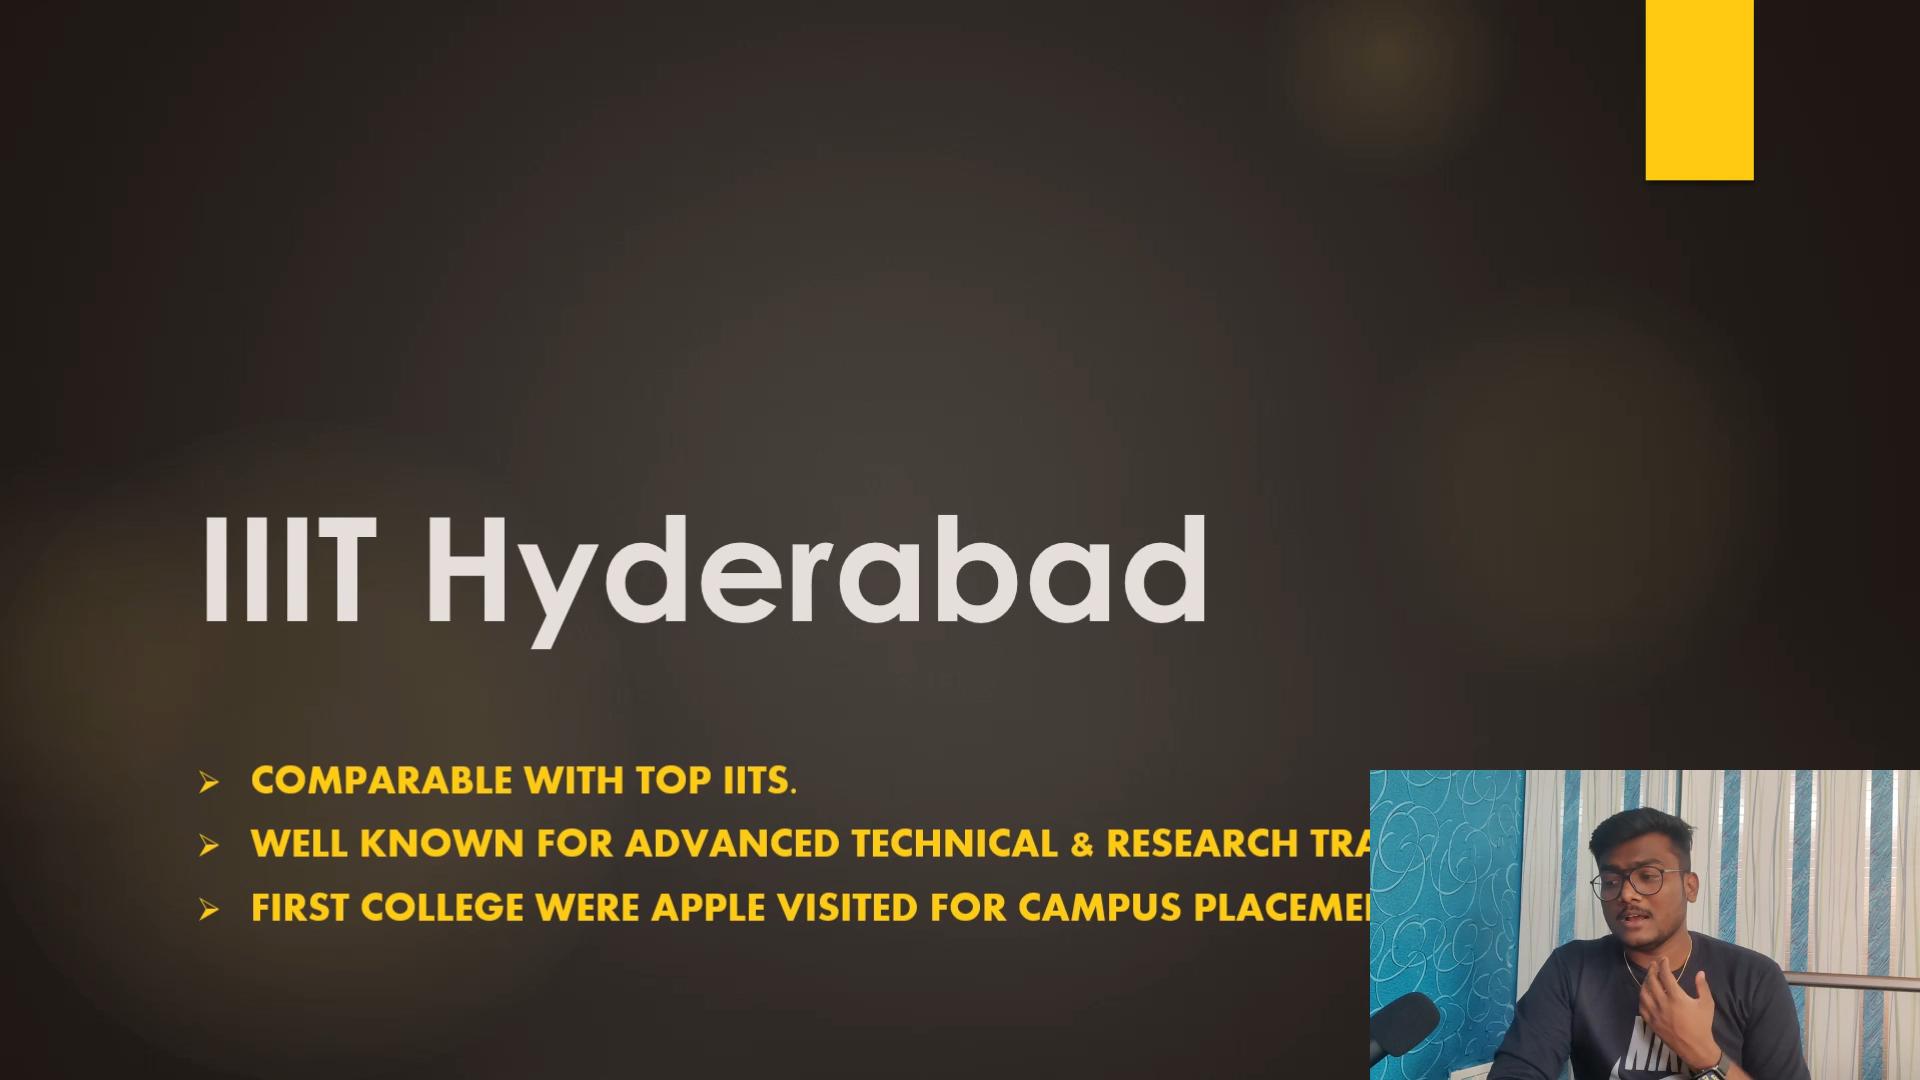 IIIT Hyderabad
COMPARABLE WITH TOP IITS.
WELL KNOWN FOR ADVANCED TECHNICAL & RESEARCH
FIRST COLLEGE WERE APPLE VISITED FOR CAMPUS